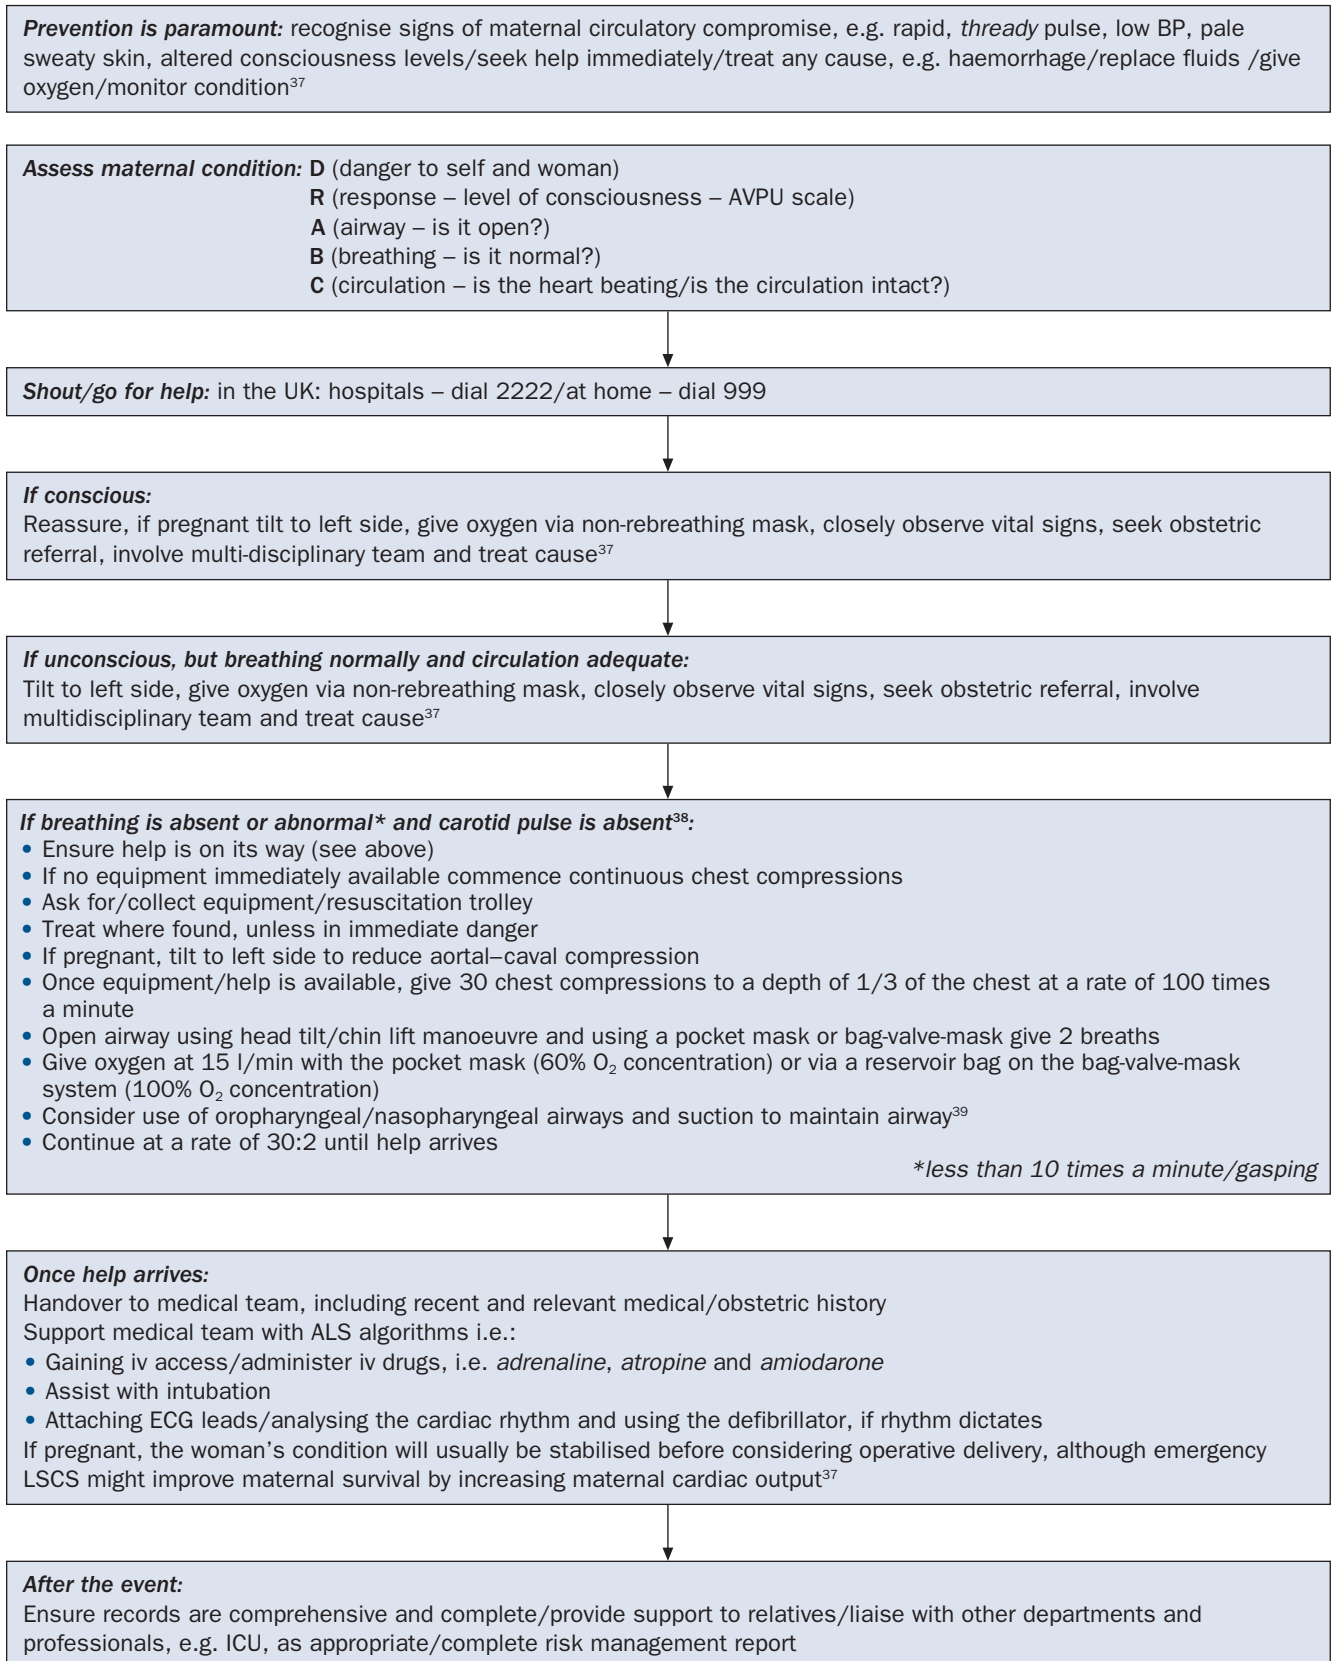 Prevention is paramount: recognise signs of maternal circulatory compromise, e.g. rapid, thready pulse, low BP, pale
sweaty skin, altered consciousness levels/seek help immediately/treat any cause, e.g. haemorrhage/replace fluids /give
oxygen/monitor condition37
Assess maternal condition: D (danger to self and woman)
R (response – level of consciousness – AVPU scale)
A (airway – is it open?)
B (breathing – is it normal?)
C (circulation – is the heart beating/is the circulation intact?)
Shout/go for help: in the UK: hospitals – dial 2222/at home – dial 999
If conscious:
Reassure, if pregnant tilt to left side, give oxygen via non-rebreathing mask, closely observe vital signs, seek obstetric
referral, involve multi-disciplinary team and treat cause37
If unconscious, but breathing normally and circulation adequate:
Tilt to left side, give oxygen via non-rebreathing mask, closely observe vital signs, seek obstetric referral, involve
multidisciplinary team and treat cause37
If breathing is absent or abnormal* and carotid pulse is absent38:
• Ensure help is on its way (see above)
• If no equipment immediately available commence continuous chest compressions
• Ask for/collect equipment/resuscitation trolley
• Treat where found, unless in immediate danger
• If pregnant, tilt to left side to reduce aortal–caval compression
• Once equipment/help is available, give 30 chest compressions to a depth of 1/3 of the chest at a rate of 100 times
a minute
• Open airway using head tilt/chin lift manoeuvre and using a pocket mask or bag-valve-mask give 2 breaths
• Give oxygen at 15 l/min with the pocket mask (60% O2 concentration) or via a reservoir bag on the bag-valve-mask
system (100% O2 concentration)
• Consider use of oropharyngeal/nasopharyngeal airways and suction to maintain airway39
• Continue at a rate of 30:2 until help arrives
*less than 10 times a minute/gasping
Once help arrives:
Handover to medical team, including recent and relevant medical/obstetric history
Support medical team with ALS algorithms i.e.:
• Gaining iv access/administer iv drugs, i.e. adrenaline, atropine and amiodarone
• Assist with intubation
• Attaching ECG leads/analysing the cardiac rhythm and using the defibrillator, if rhythm dictates
If pregnant, the woman's condition will usually be stabilised before considering operative delivery, although emergency
LSCS might improve maternal survival by increasing maternal cardiac output37
After the event:
Ensure records are comprehensive and complete/provide support to relatives/liaise with other departments and
professionals, e.g. ICU, as appropriate/complete risk management report